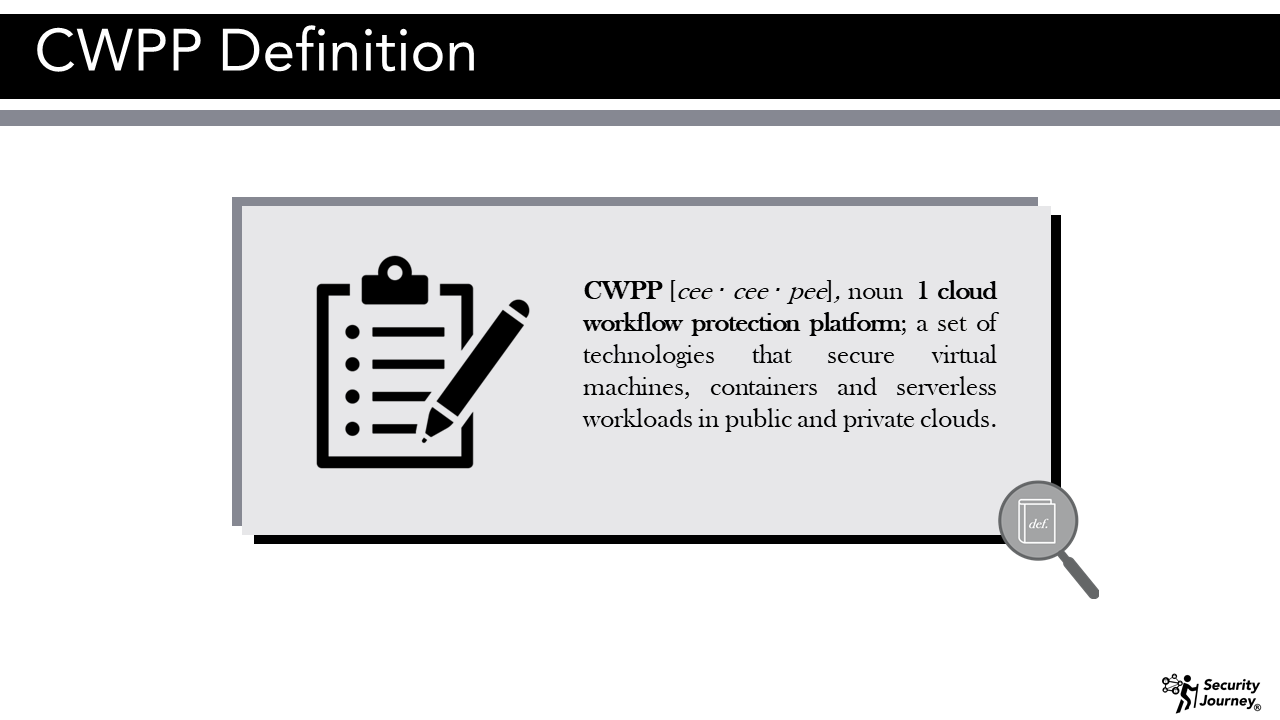 CWPP Definition
CWPP [cee · cee · pee], noun 1 cloud
workflow protection platform; a set of
technologies that secure virtual
machines, containers and serverless
workloads in public and private clouds.
def.
Security
Journey®